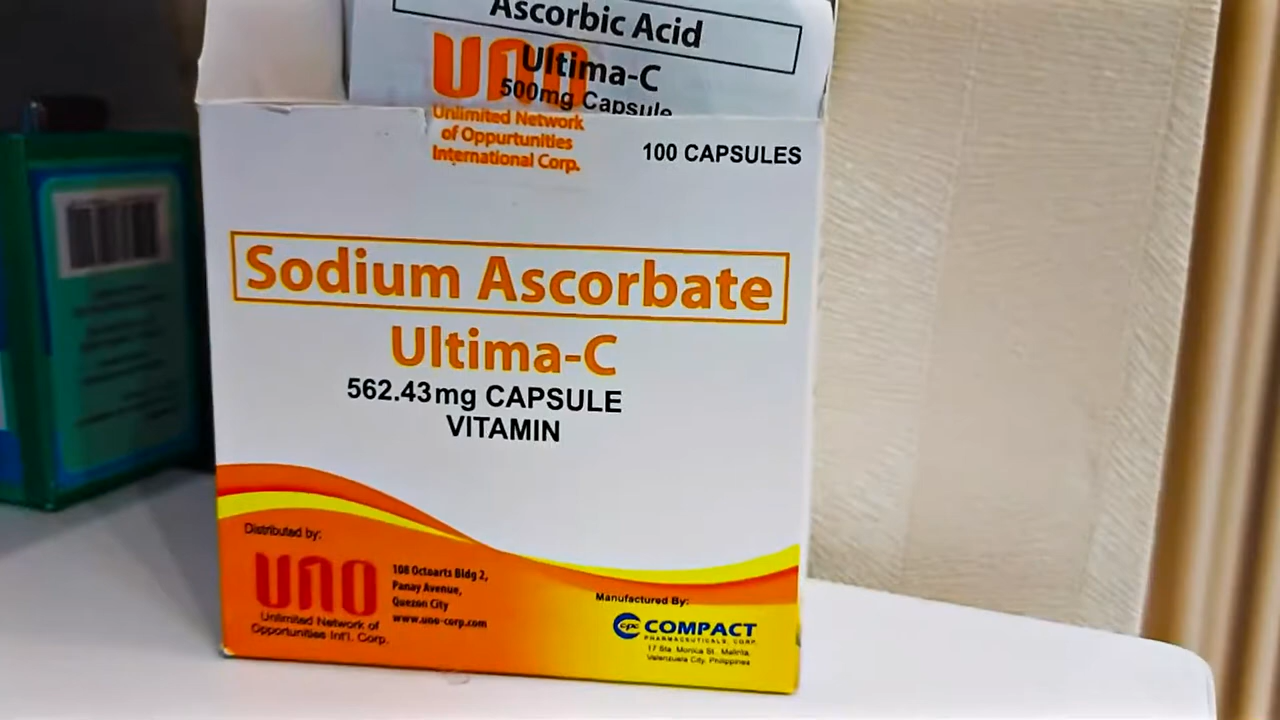 Ascorbic Acid
UNO
Ultima-C
500mg Capsule
Unlimited Network
of Oppurtunities
International Corp.
100 CAPSULES
Sodium Ascorbate
Ultima-C
562.43mg CAPSULE
VITAMIN
Distributed by:
UNO
Unlimited Network of
Opportunities Int'l. Corp.
108 Octoarts Bldg 2,
Panay Avenue,
Quezon City
www.uno-corp.com
Manufactured By:
cpc COMPACT
PHARMACEUTICALS, CORP.
17 Sta. Monica St., Malinta,
Valenzuela City, Philippines